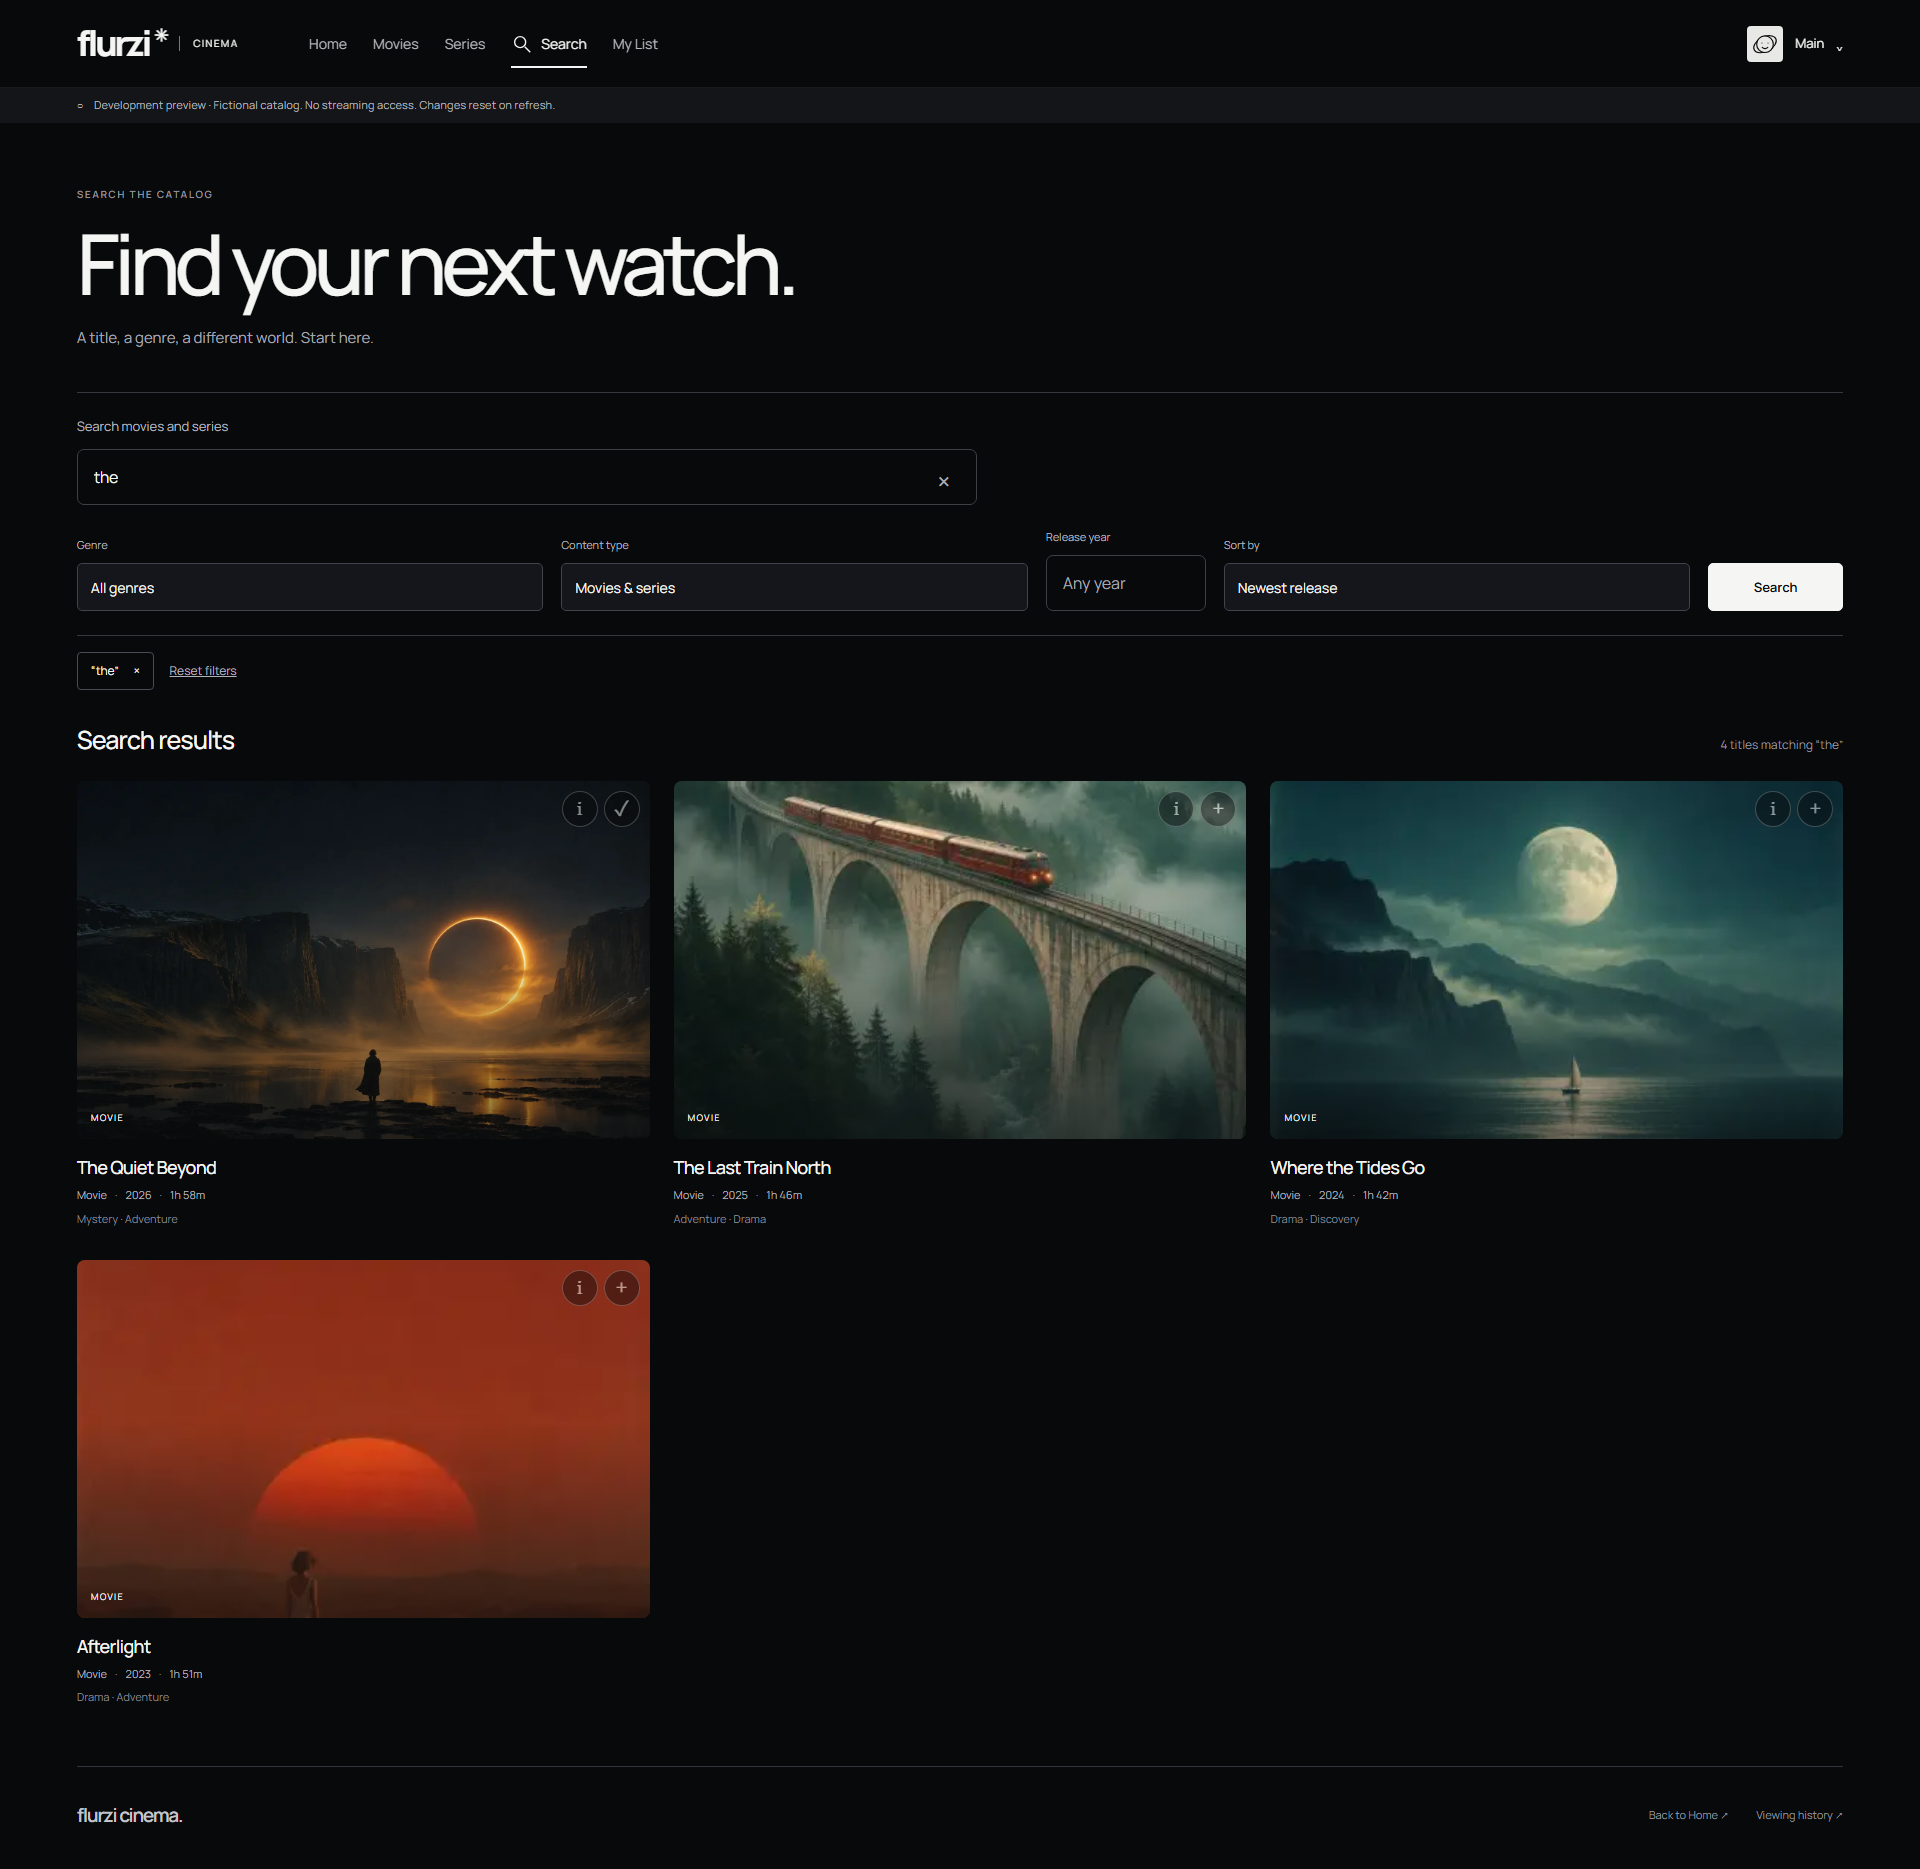 flurzi* | CINEMA Home Movies Series Search My List Main
Development preview · Fictional catalog. No streaming access. Changes reset on refresh.
SEARCH THE CATALOG
Find your next watch.
A title, a genre, a different world. Start here.
Search movies and series
the ×
Genre Content type Release year Sort by
All genres Movies & series Any year Newest release Search
"the" × Reset filters
Search results 4 titles matching "the"
i ✓ i + i +
MOVIE MOVIE MOVIE
The Quiet Beyond The Last Train North Where the Tides Go
Movie · 2026 · 1h 58m Movie · 2025 · 1h 46m Movie · 2024 · 1h 42m
Mystery · Adventure Adventure · Drama Drama · Discovery
i +
MOVIE
Afterlight
Movie · 2023 · 1h 51m
Drama · Adventure
flurzi cinema. Back to Home ↗ Viewing history ↗